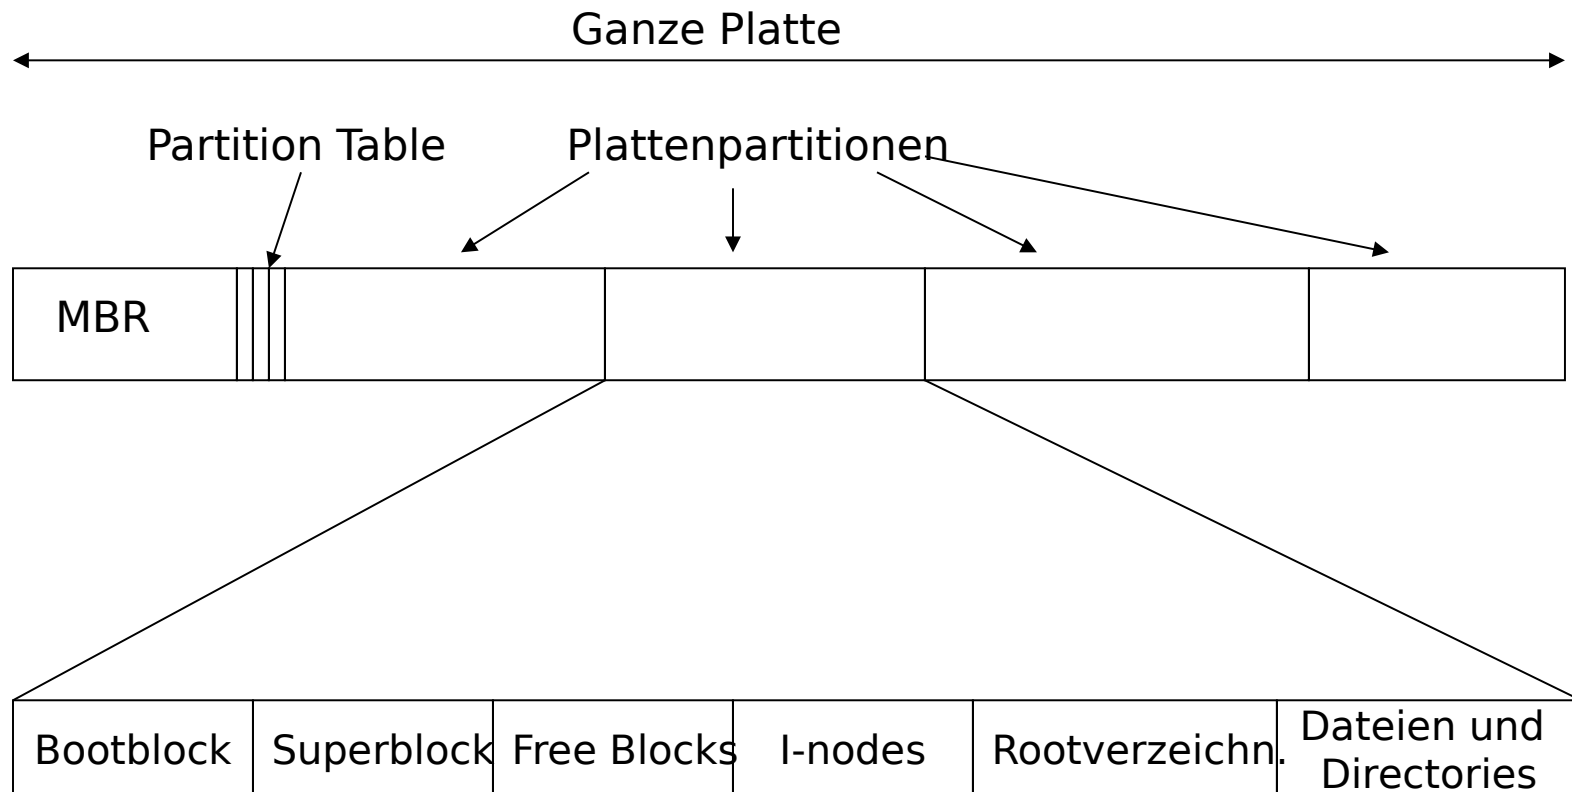 Ganze Platte
Partition Table
Plattenpartitionen
MBR
Bootblock
Superblock
Free Blocks
I-nodes
Rootverzeichn.
Dateien und
Directories